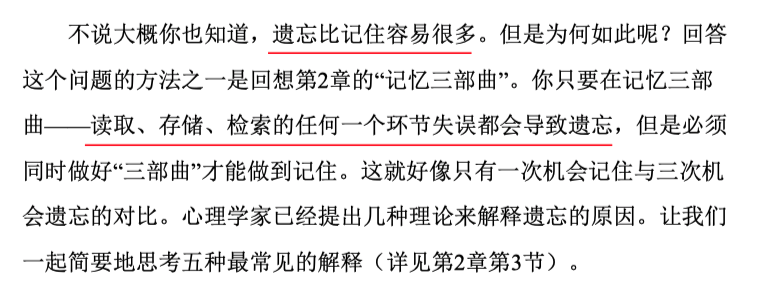 不说大概你也知道，遗忘比记住容易很多。但是为何如此呢？回答
这个问题的方法之一是回想第2章的“记忆三部曲”。你只要在记忆三部
曲——读取、存储、检索的任何一个环节失误都会导致遗忘，但是必须
同时做好“三部曲”才能做到记住。这就好像只有一次机会记住与三次机
会遗忘的对比。心理学家已经提出几种理论来解释遗忘的原因。让我们
一起简要地思考五种最常见的解释（详见第2章第3节）。